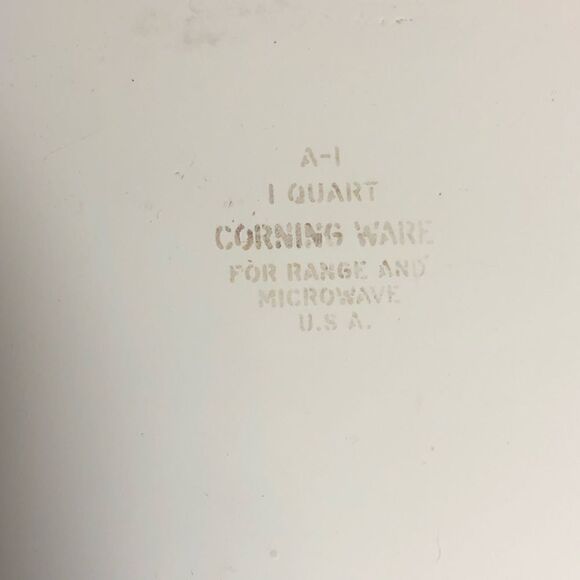 A-1
1 QUART
CORNING WARE
FOR RANGE AND
MICROWAVE
U.S A.